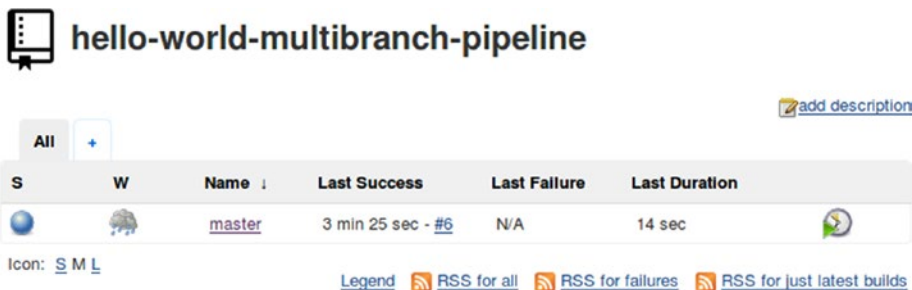 hello-world-multibranch-pipeline
add description
All +
S W Name ↓ Last Success Last Failure Last Duration
master 3 min 25 sec - #6 N/A 14 sec
Icon: S M L
Legend RSS for all RSS for failures RSS for just latest builds